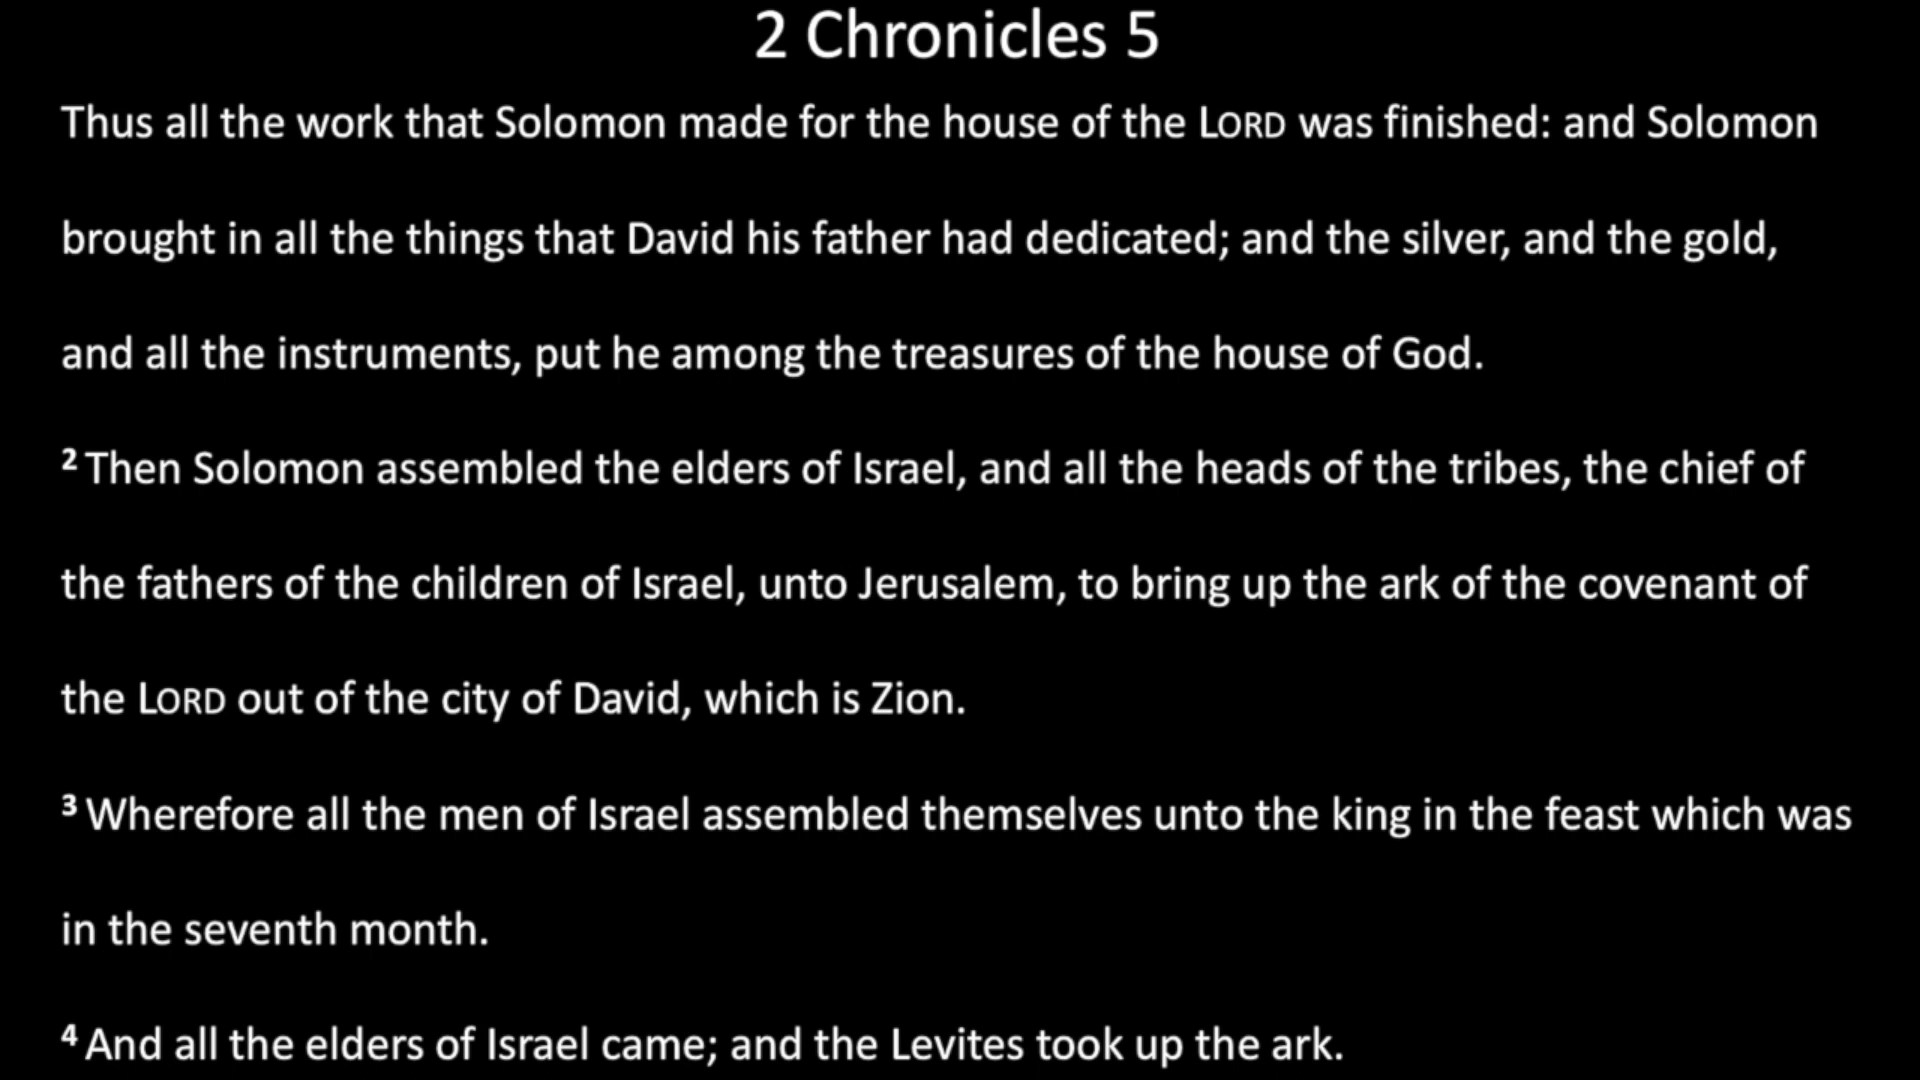 2 Chronicles 5
Thus all the work that Solomon made for the house of the LORD was finished: and Solomon
brought in all the things that David his father had dedicated; and the silver, and the gold,
and all the instruments, put he among the treasures of the house of God.
2 Then Solomon assembled the elders of Israel, and all the heads of the tribes, the chief of
the fathers of the children of Israel, unto Jerusalem, to bring up the ark of the covenant of
the LORD out of the city of David, which is Zion.
3 Wherefore all the men of Israel assembled themselves unto the king in the feast which was
in the seventh month.
4 And all the elders of Israel came; and the Levites took up the ark.